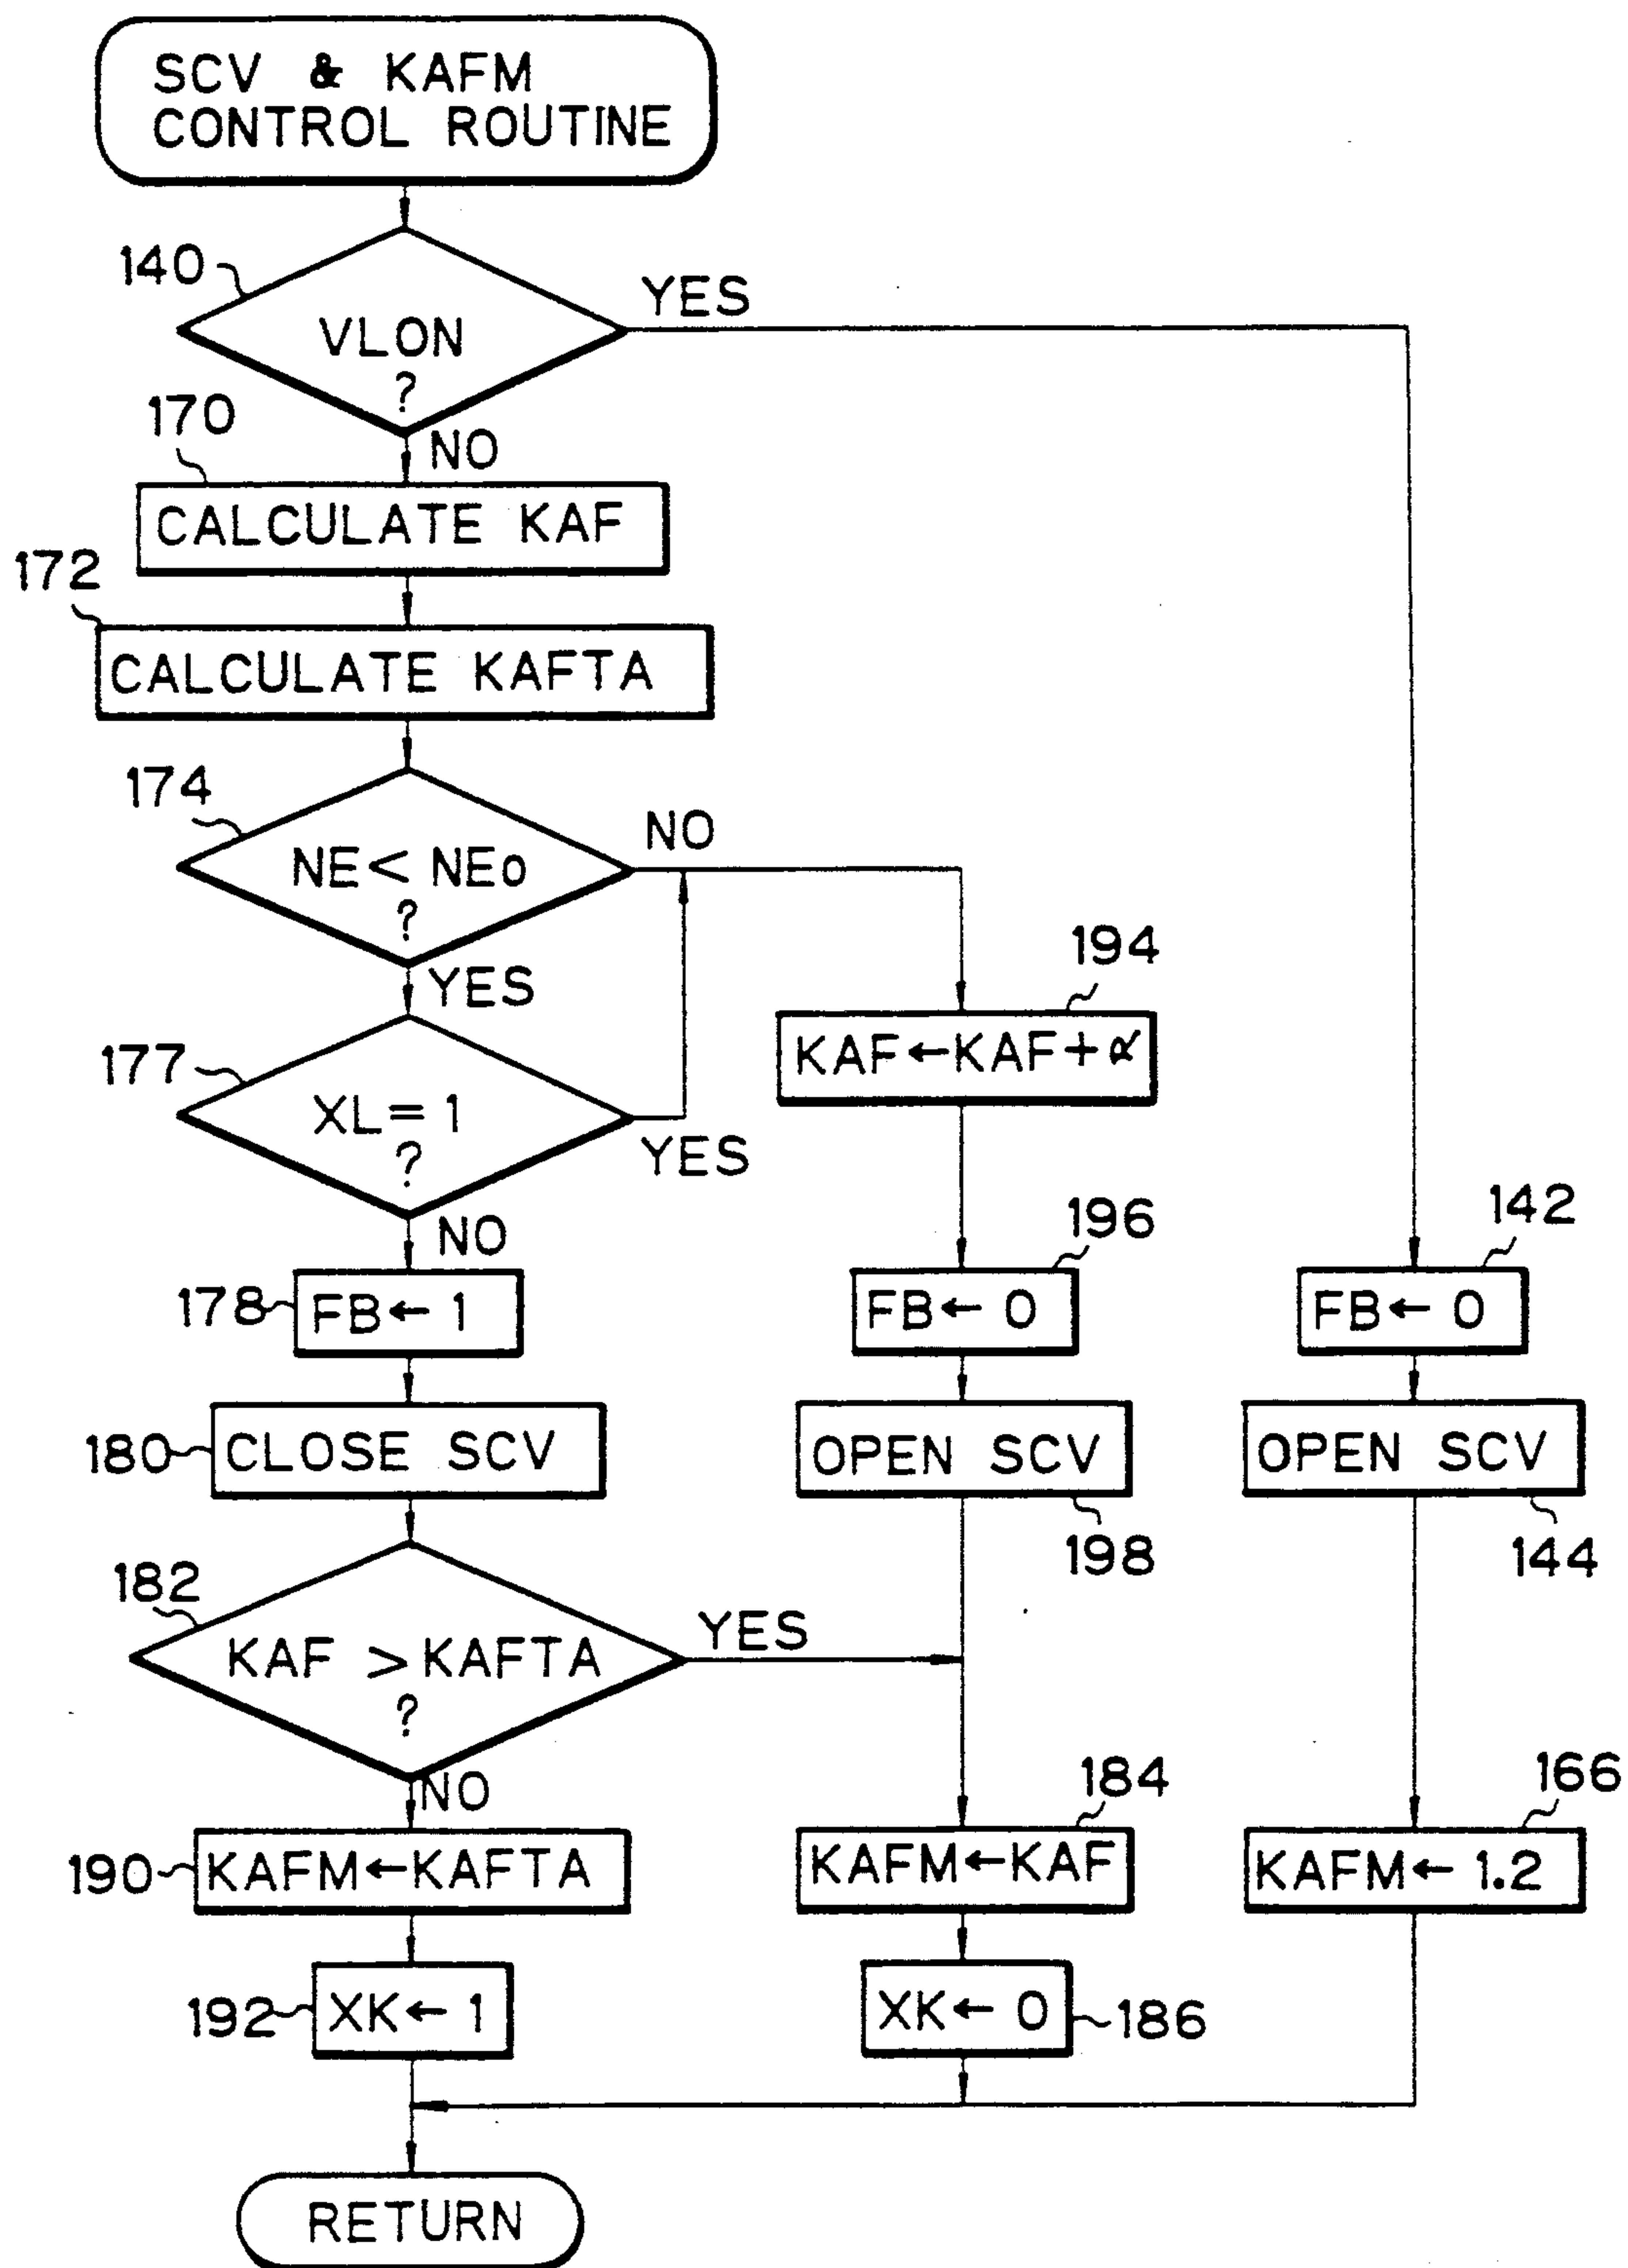 SCV & KAFM
CONTROL ROUTINE
140
VLON
?
YES
NO
170
CALCULATE KAF
172
CALCULATE KAFTA
174
NE < NEo
?
NO
YES
177
XL = 1
?
YES
NO
194
KAF ← KAF + α
178
FB ← 1
196
FB ← 0
142
FB ← 0
180
CLOSE SCV
OPEN SCV
198
OPEN SCV
144
182
KAF > KAFTA
?
YES
NO
190
KAFM ← KAFTA
184
KAFM ← KAF
166
KAFM ← 1.2
192
XK ← 1
XK ← 0
186
RETURN